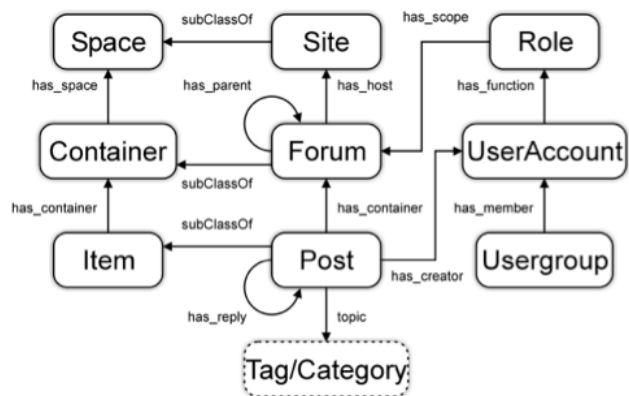 subClassOf
has_scope
Space
Site
Role
has_space
has_parent
has_host
has_function
Container
Forum
UserAccount
subClassOf
has_container
subClassOf
has_container
has_member
Item
Post
Usergroup
has_creator
has_reply
topic
Tag/Category